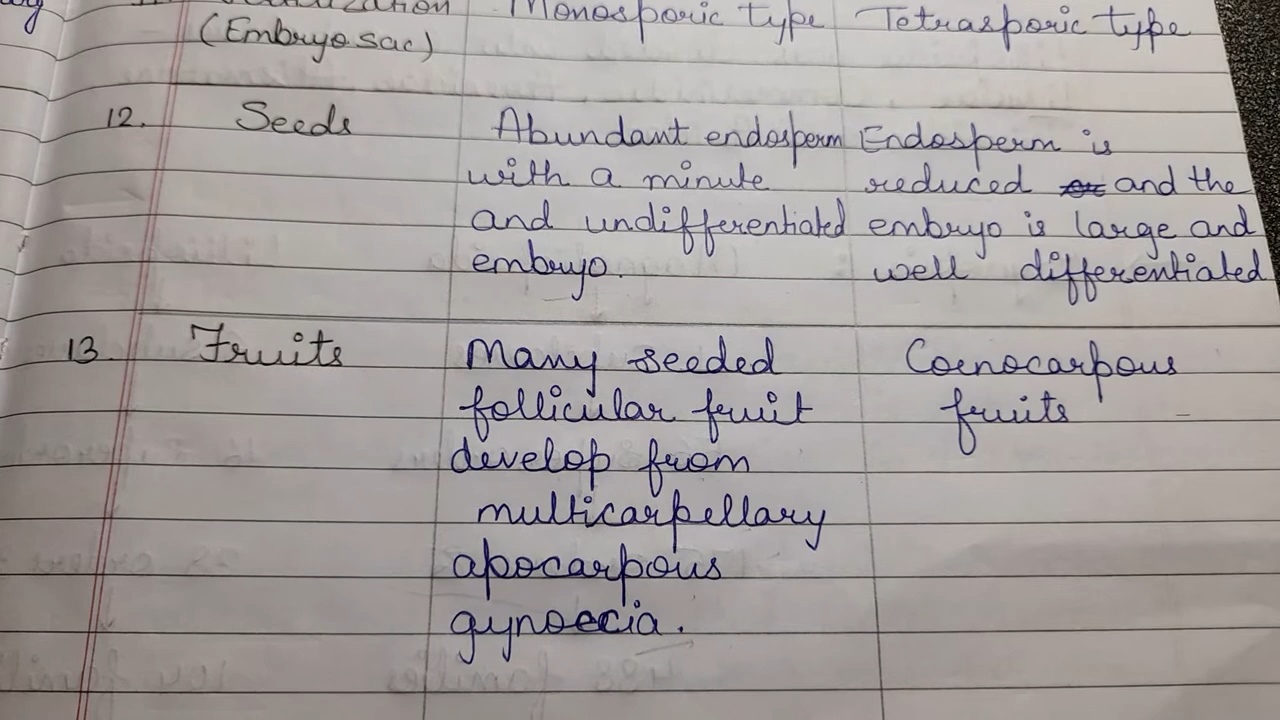 (Embryo sac) Monosporic type Tetrasporic type
12. Seeds Abundant endosperm Endosperm is
with a minute reduced and the
and undifferentiated embryo is large and
embryo. well differentiated
13 Fruits Many seeded Coenocarpous
follicular fruit fruits
develop from
multicarpellary
apocarpous
gynoecia.